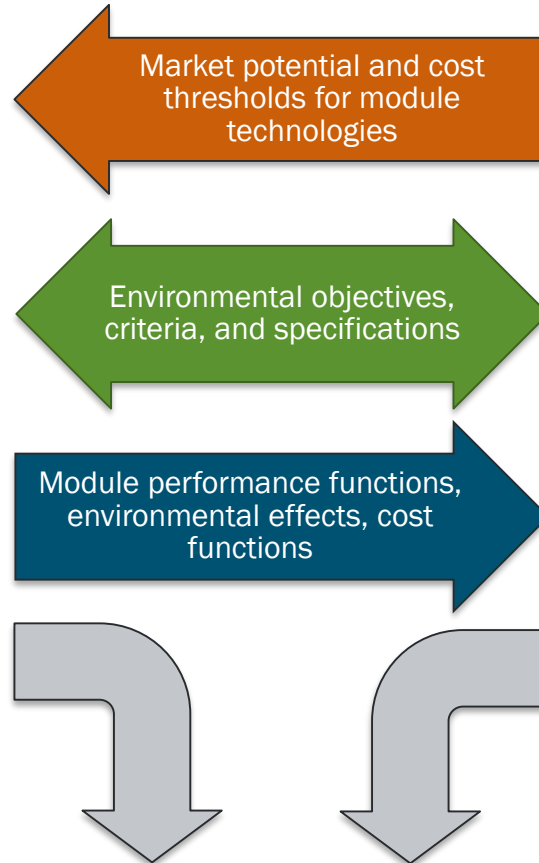 Market potential and cost
thresholds for module
technologies
Environmental objectives,
criteria, and specifications
Module performance functions,
environmental effects, cost
functions